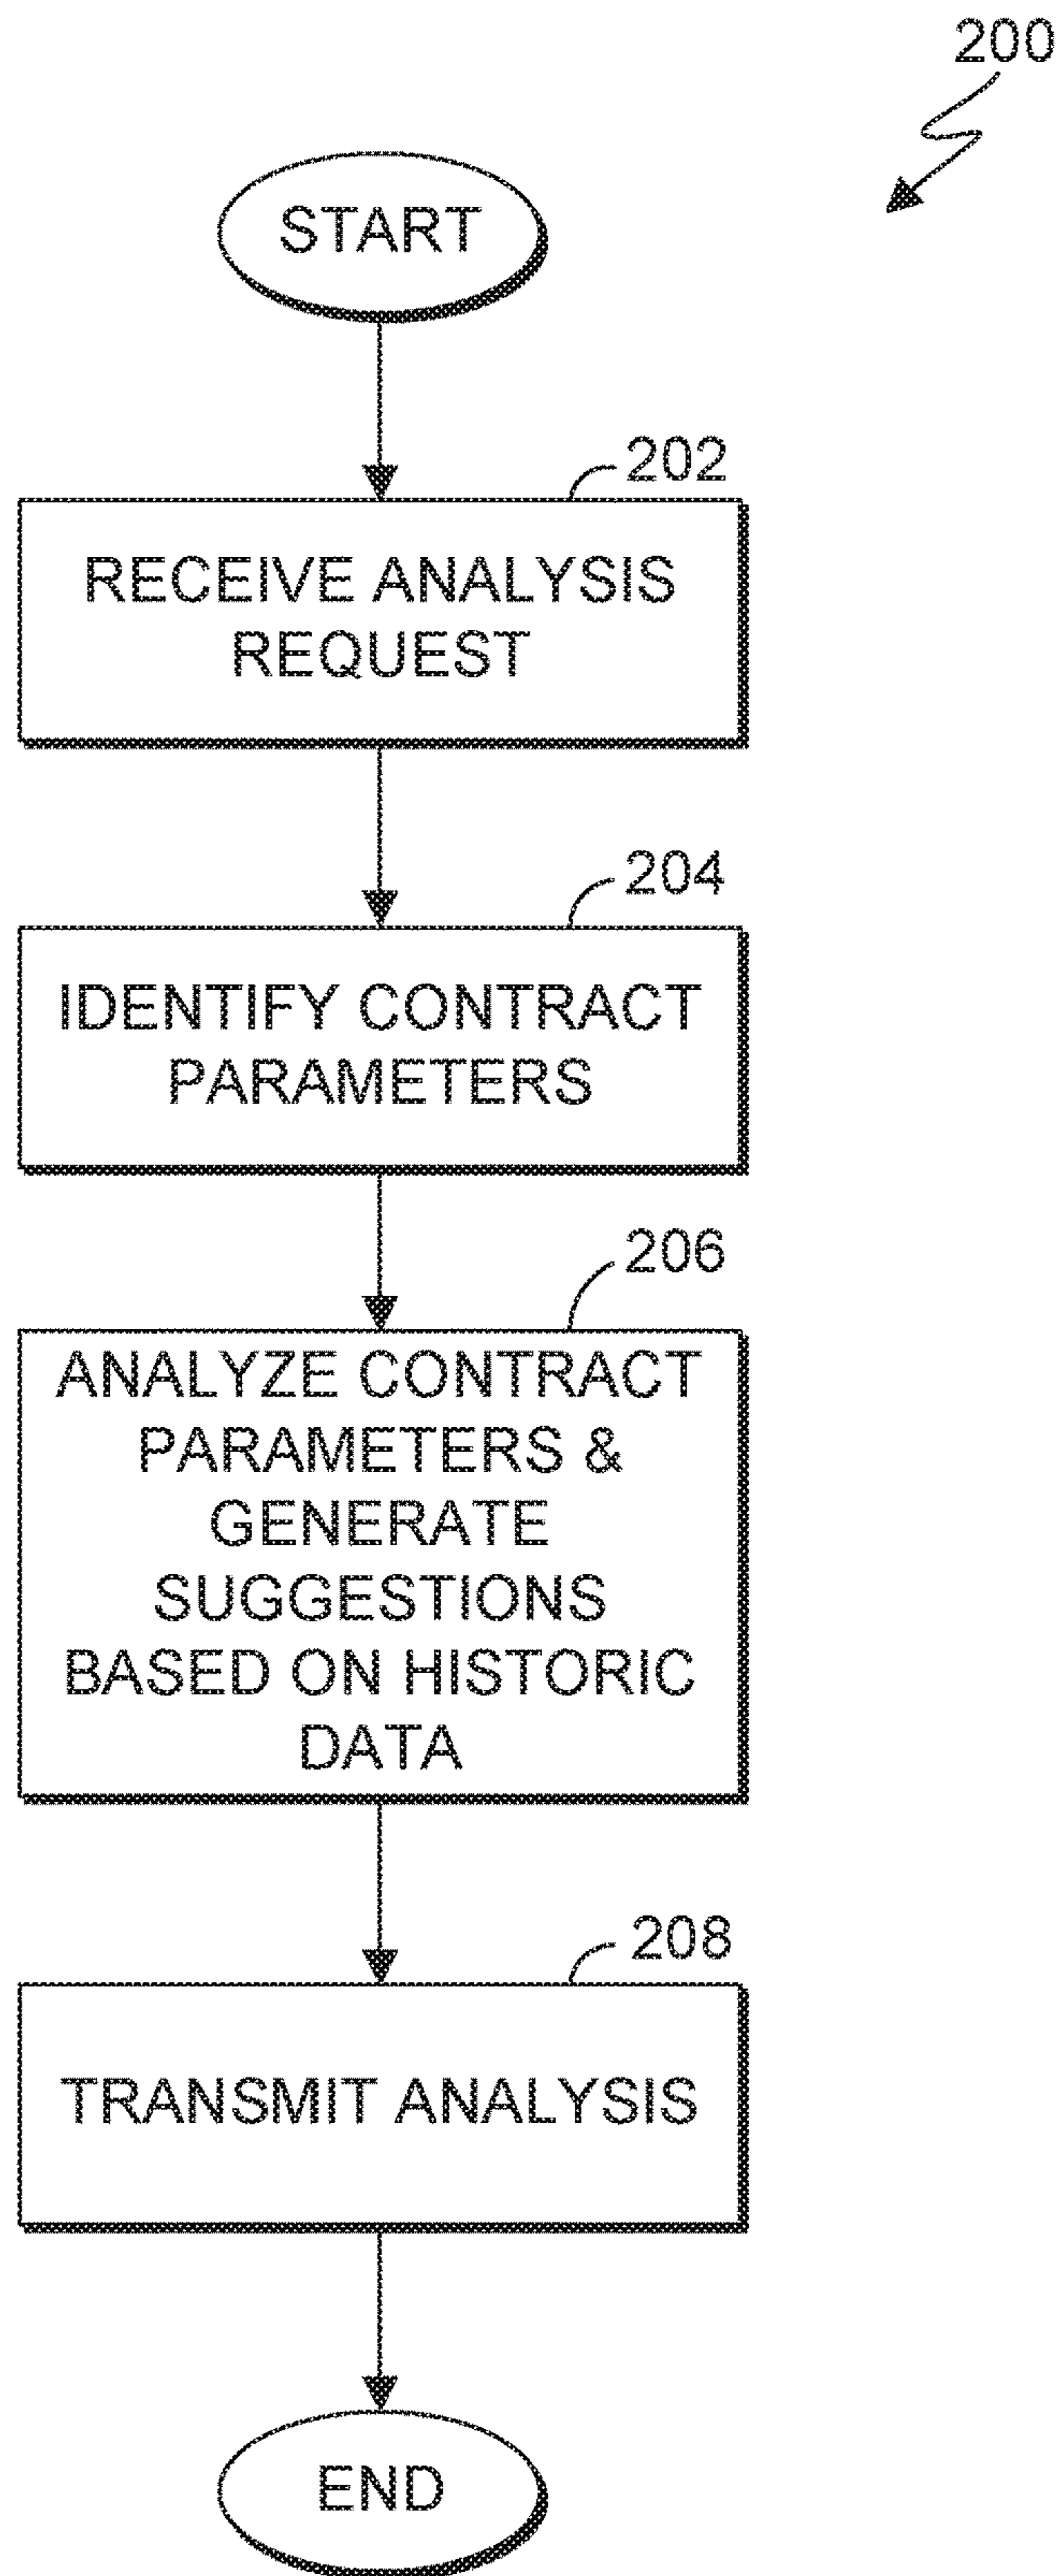 200
START
202
RECEIVE ANALYSIS
REQUEST
204
IDENTIFY CONTRACT
PARAMETERS
206
ANALYZE CONTRACT
PARAMETERS &
GENERATE
SUGGESTIONS
BASED ON HISTORIC
DATA
208
TRANSMIT ANALYSIS
END